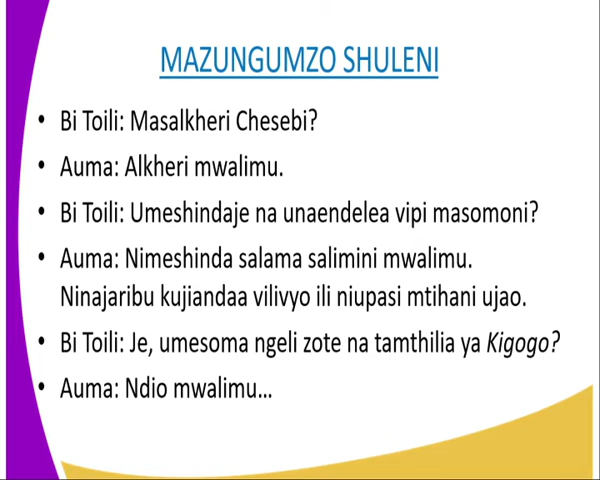 MAZUNGUMZO SHULENI
• Bi Toili: Masalkheri Chesebi?
• Auma: Alkheri mwalimu.
• Bi Toili: Umeshindaje na unaendelea vipi masomoni?
• Auma: Nimeshinda salama salimini mwalimu.
Ninajaribu kujiandaa vilivyo ili niupasi mtihani ujao.
• Bi Toili: Je, umesoma ngeli zote na tamthilia ya Kigogo?
• Auma: Ndio mwalimu...